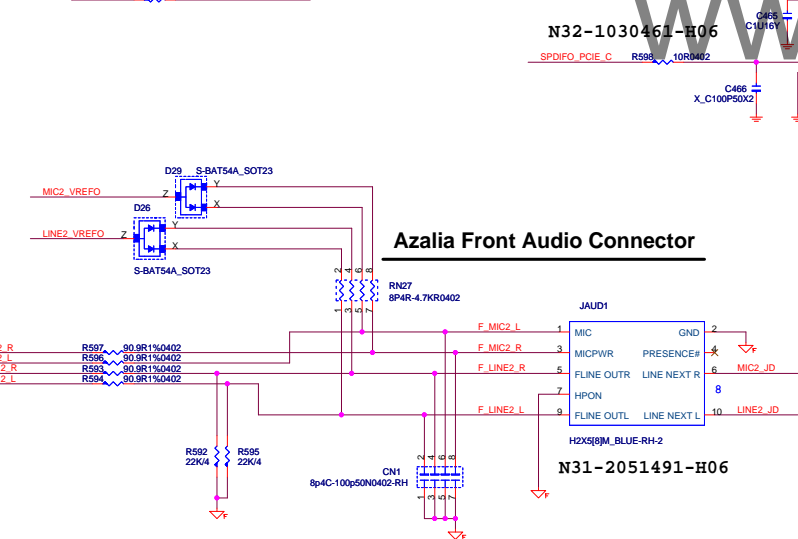 C465
C1U16Y
N32-1030461-H06
WW
SPDIFO_PCIE_C
R598
10R0402
C466
X_C100P50X2
D29
S-BAT54A_SOT23
MIC2_VREFO
Z
Y
X
D26
LINE2_VREFO
Z
Y
X
S-BAT54A_SOT23
Azalia Front Audio Connector
2 4 6 8
RN27
8P4R-4.7KR0402
1 3 5 7
JAUD1
F_MIC2_L
1
MIC
GND
2
F
2_R
R597
90.9R1%0402
F_MIC2_R
3
MICPWR
PRESENCE#
4
2_L
R596
90.9R1%0402
2_R
R593
90.9R1%0402
F_LINE2_R
5
FLINE OUTR
LINE NEXT R
6
MIC2_JD
2_L
R594
90.9R1%0402
7
HPON
8
F_LINE2_L
9
FLINE OUTL
LINE NEXT L
10
LINE2_JD
H2X5[8]M_BLUE-RH-2
N31-2051491-H06
R592
22K/4
R595
22K/4
2 4 6 8
CN1
8p4C-100p50N0402-RH
1 3 5 7
F
F
F